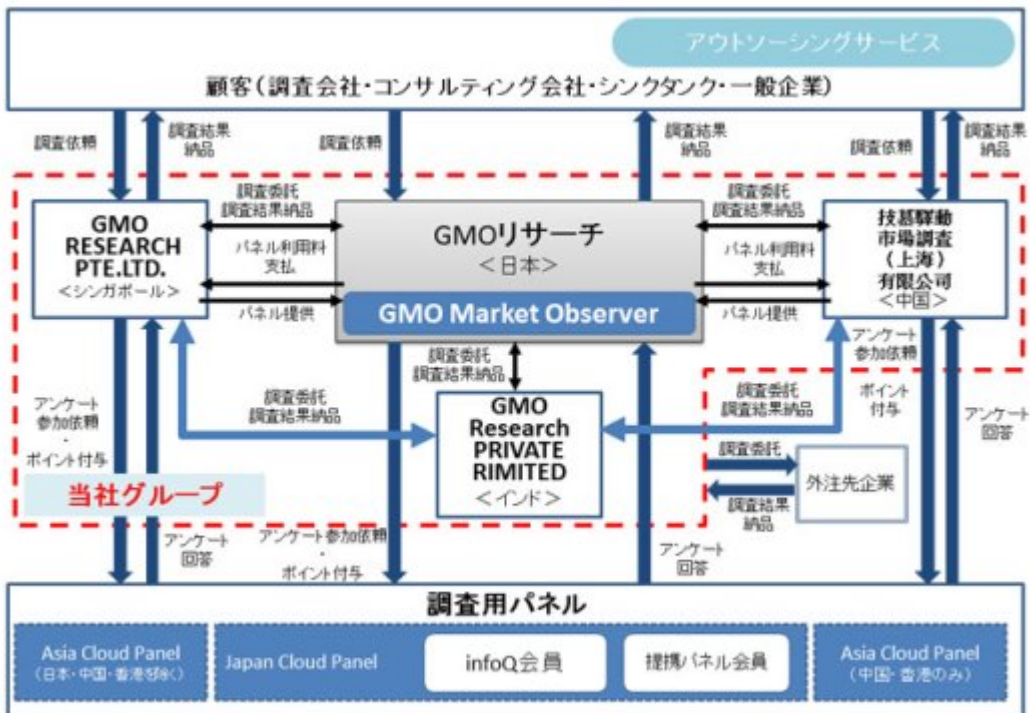 アウトソーシングサービス
顧客(調査会社・コンサルティング会社・シンクタンク・一般企業)
調査依頼
調査結果
納品
調査依頼
調査結果
納品
調査依頼
調査結果
納品
GMO
RESEARCH
PTE.LTD.
<シンガポール>
調査委託
調査結果納品
パネル利用料
支払
パネル提供
GMOリサーチ
<日本>
GMO Market Observer
調査委託
調査結果納品
パネル利用料
支払
パネル提供
技慕驛動
市場調査
(上海)
有限公司
<中国>
調査委託
調査結果納品
アンケート
参加依頼
・
ポイント付与
調査委託
調査結果納品
GMO
Research
PRIVATE
RIMITED
<インド>
調査委託
調査結果納品
アンケート
参加依頼
ポイント
付与
アンケート
回答
調査委託
調査結果
納品
外注先企業
当社グループ
アンケート
回答
アンケート参加依頼
・
ポイント付与
アンケート
回答
調査用パネル
Asia Cloud Panel
(日本・中国・香港を除く)
Japan Cloud Panel
infoQ会員
提携パネル会員
Asia Cloud Panel
(中国・香港のみ)